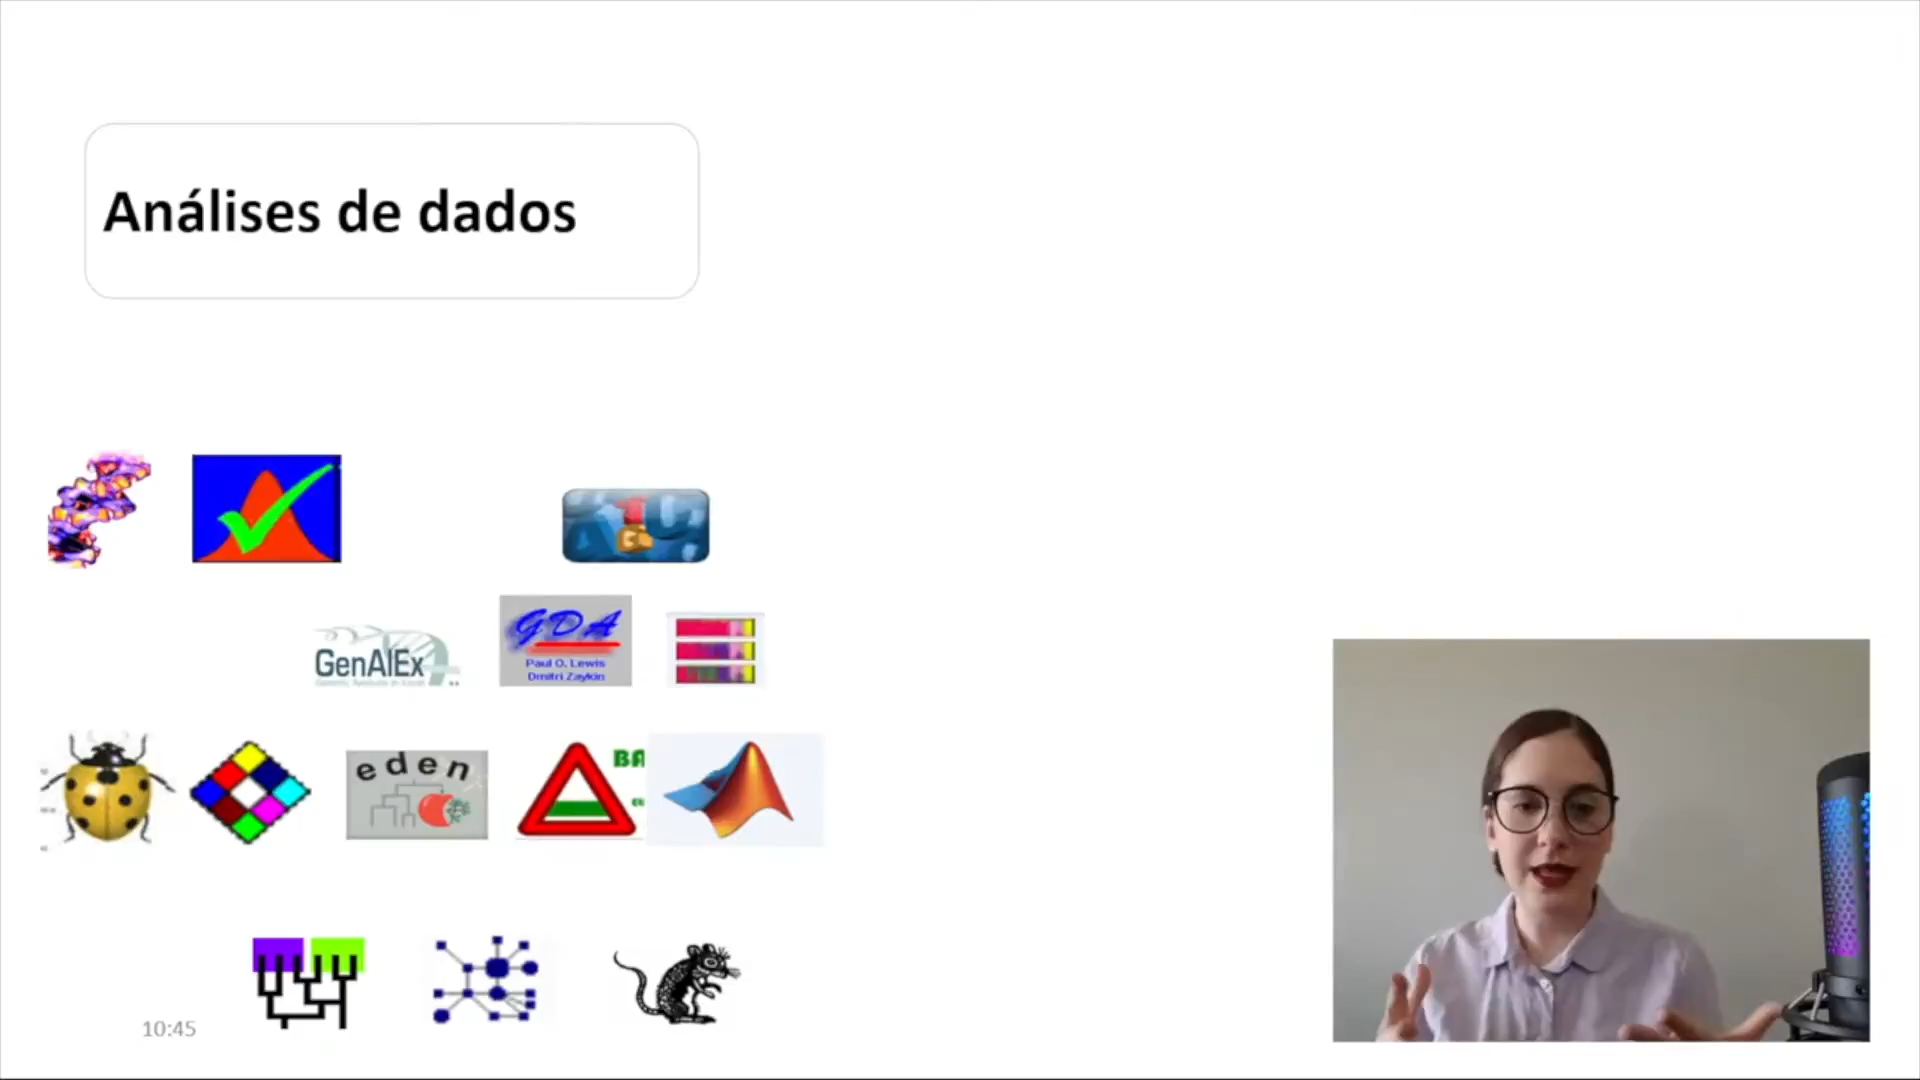 Análises de dados
GenAlEx
GDA
Paul O. Lewis
Dmitri Zaykin
eden
BA
10:45